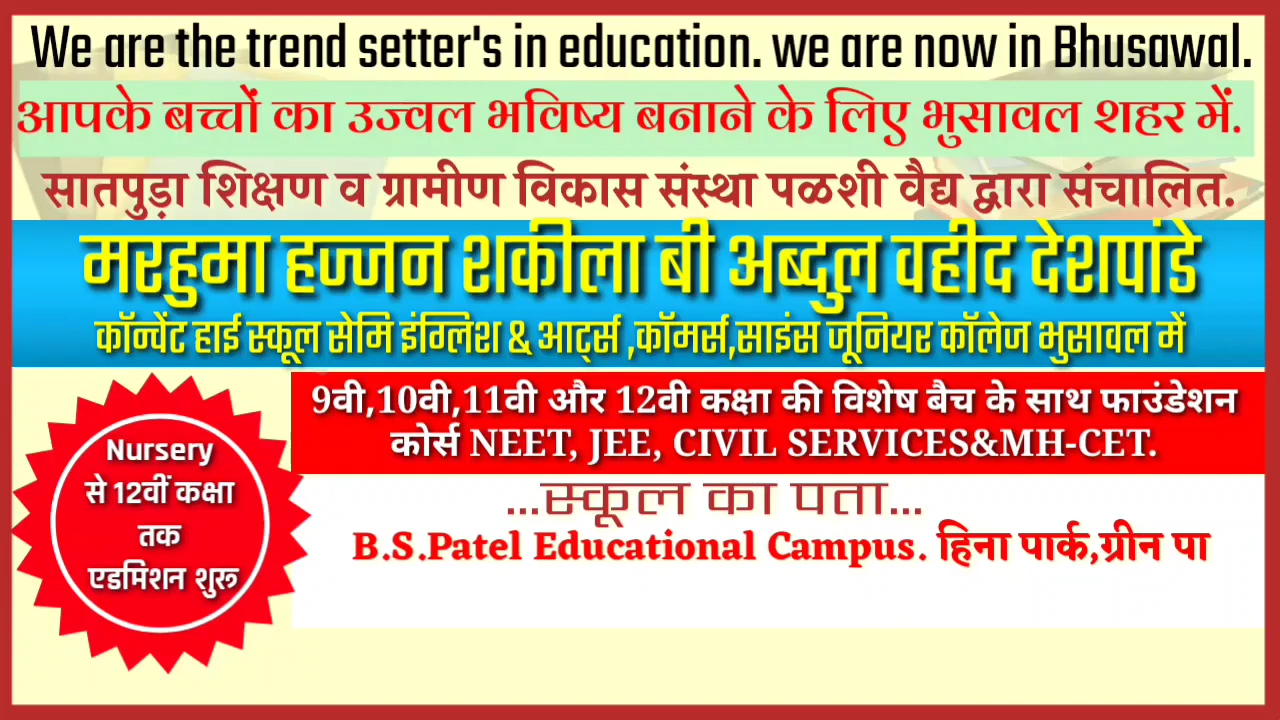 We are the trend setter's in education. we are now in Bhusawal.
आपके बच्चों का उज्वल भविष्य बनाने के लिए भुसावल शहर में.
सातपुड़ा शिक्षण व ग्रामीण विकास संस्था पळशी वैद्य द्वारा संचालित.
मरहुमा हज्जन शकीला बी अब्दुल वहीद देशपांडे
कॉन्वेंट हाई स्कूल सेमि इंग्लिश & आर्ट्स ,कॉमर्स,साइंस जूनियर कॉलेज भुसावल में
9वी,10वी,11वी और 12वी कक्षा की विशेष बैच के साथ फाउंडेशन
कोर्स NEET, JEE, CIVIL SERVICES&MH-CET.
Nursery
से 12वीं कक्षा
तक
एडमिशन शुरू
...स्कूल का पता...
B.S.Patel Educational Campus. हिना पार्क,ग्रीन पा